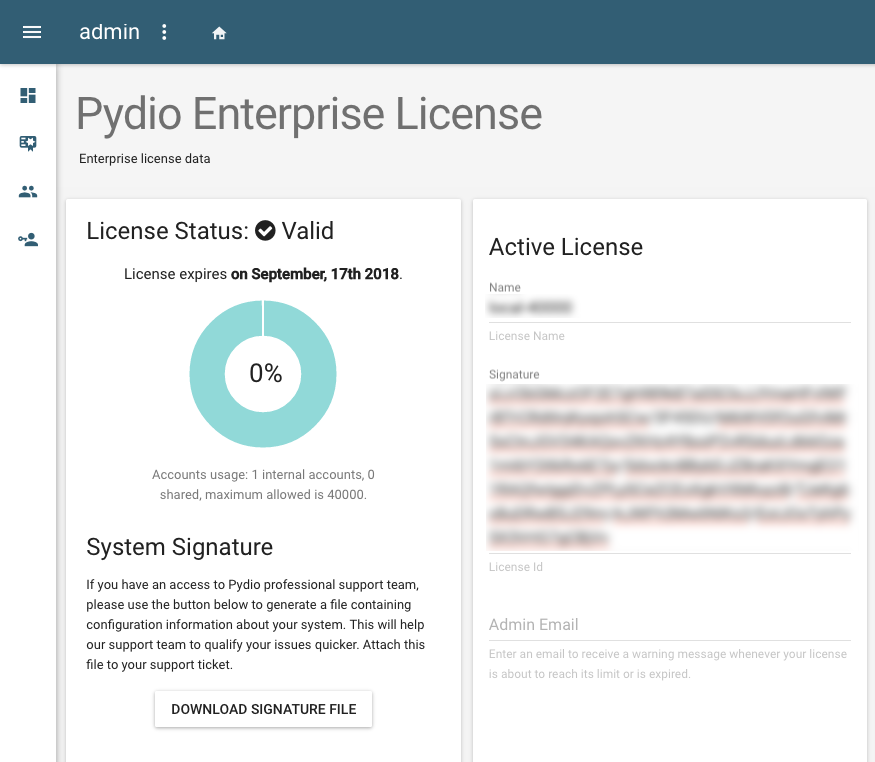 admin
Pydio Enterprise License
Enterprise license data
License Status: Valid
License expires on September, 17th 2018.
0%
Accounts usage: 1 internal accounts, 0
shared, maximum allowed is 40000.
System Signature
If you have an access to Pydio professional support team,
please use the button below to generate a file containing
configuration information about your system. This will help
our support team to qualify your issues quicker. Attach this
file to your support ticket.
DOWNLOAD SIGNATURE FILE
Active License
Name
License Name
Signature
License Id
Admin Email
Enter an email to receive a warning message whenever your license
is about to reach its limit or is expired.